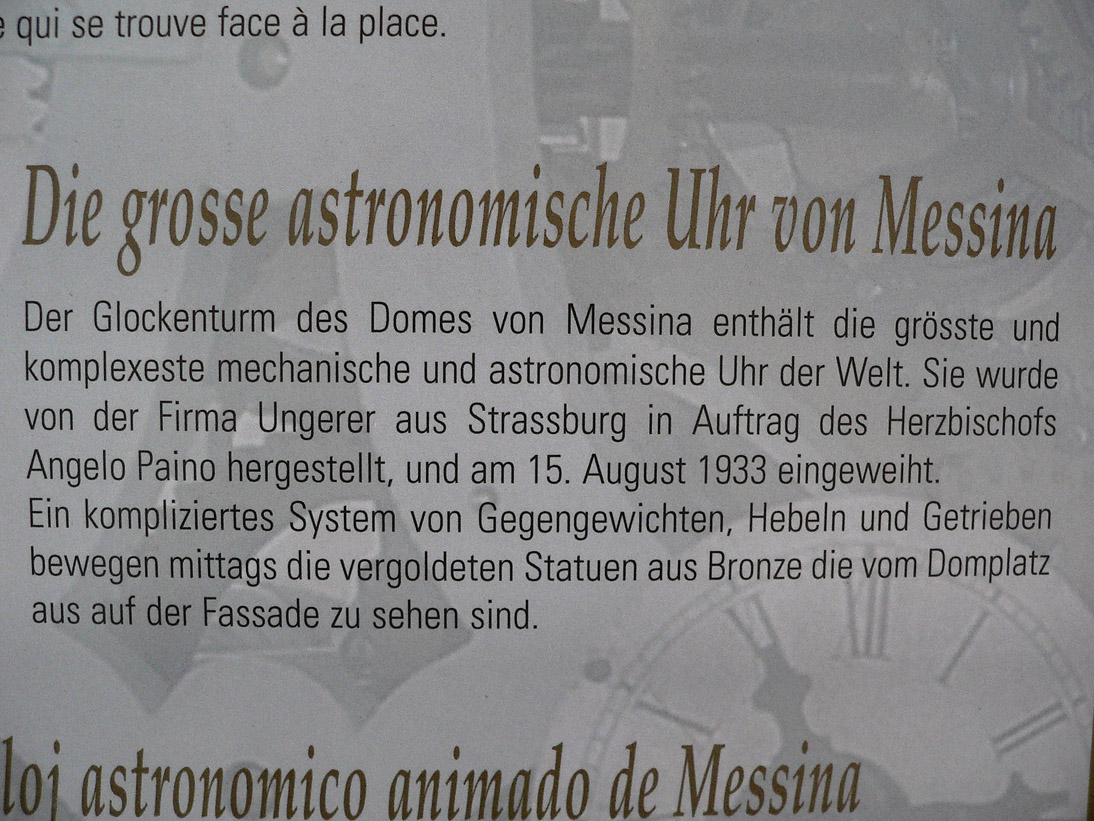 qui se trouve face à la place.
Die grosse astronomische Uhr von Messina
Der Glockenturm des Domes von Messina enthält die grösste und
komplexeste mechanische und astronomische Uhr der Welt. Sie wurde
von der Firma Ungerer aus Strassburg in Auftrag des Herzbischofs
Angelo Paino hergestellt, und am 15. August 1933 eingeweiht.
Ein kompliziertes System von Gegengewichten, Hebeln und Getrieben
bewegen mittags die vergoldeten Statuen aus Bronze die vom Domplatz
aus auf der Fassade zu sehen sind.
loj astronomico animado de Messina